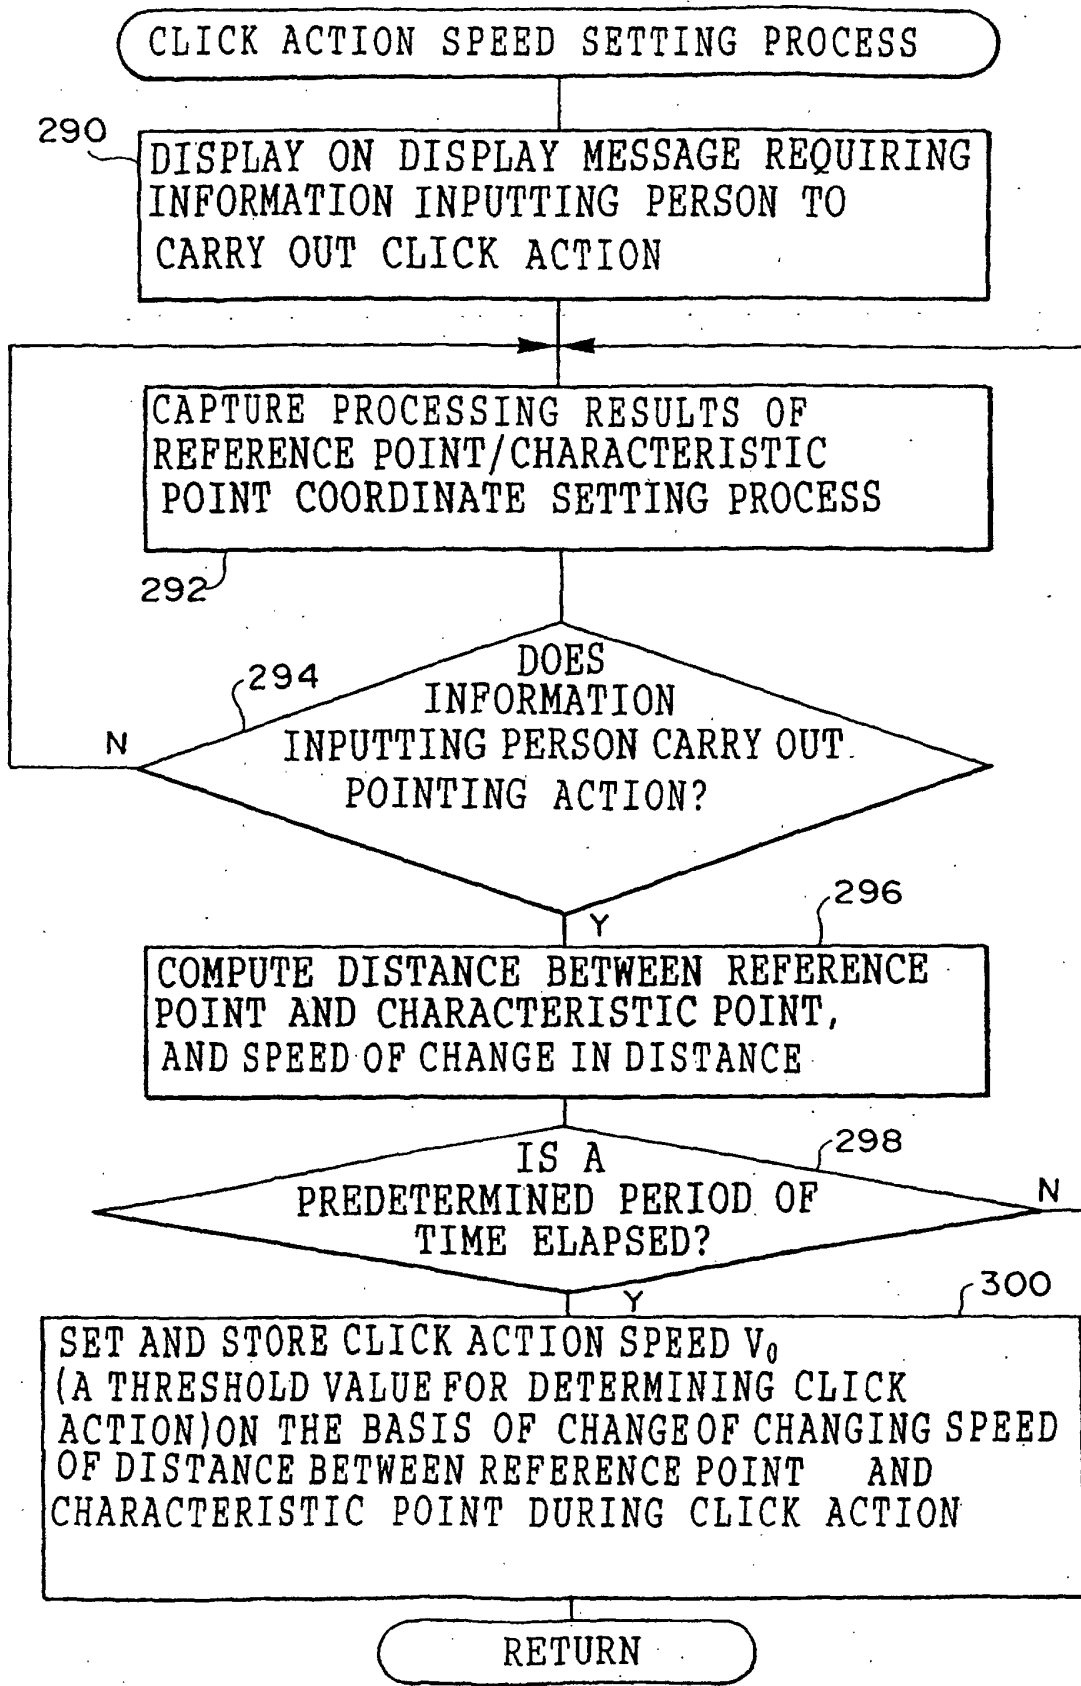 CLICK ACTION SPEED SETTING PROCESS
290
DISPLAY ON DISPLAY MESSAGE REQUIRING
INFORMATION INPUTTING PERSON TO
CARRY OUT CLICK ACTION
CAPTURE PROCESSING RESULTS OF
REFERENCE POINT/CHARACTERISTIC
POINT COORDINATE SETTING PROCESS
292
294
DOES
INFORMATION
INPUTTING PERSON CARRY OUT
POINTING ACTION?
N
Y
296
COMPUTE DISTANCE BETWEEN REFERENCE
POINT AND CHARACTERISTIC POINT,
AND SPEED OF CHANGE IN DISTANCE
298
IS A
PREDETERMINED PERIOD OF
TIME ELAPSED?
N
Y
300
SET AND STORE CLICK ACTION SPEED V₀
(A THRESHOLD VALUE FOR DETERMINING CLICK
ACTION)ON THE BASIS OF CHANGE OF CHANGING SPEED
OF DISTANCE BETWEEN REFERENCE POINT AND
CHARACTERISTIC POINT DURING CLICK ACTION
RETURN